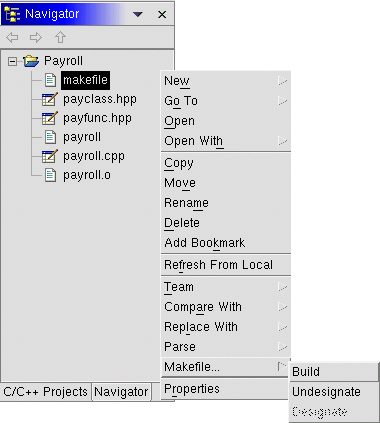 Navigator
Payroll
makefile
payclass.hpp
payfunc.hpp
payroll
payroll.cpp
payroll.o
New
Go To
Open
Open With
Copy
Move
Rename
Delete
Add Bookmark
Refresh From Local
Team
Compare With
Replace With
Parse
Makefile...
Properties
Build
Undesignate
Designate
C/C++ Projects
Navigator